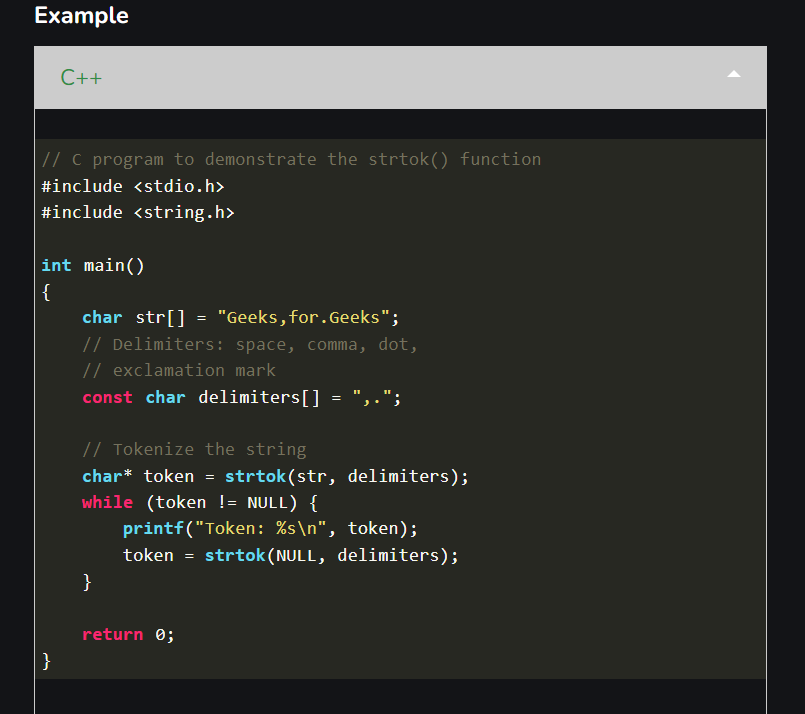 Example
C++
// C program to demonstrate the strtok() function
#include <stdio.h>
#include <string.h>
int main()
{
    char str[] = "Geeks,for.Geeks";
    // Delimiters: space, comma, dot,
    // exclamation mark
    const char delimiters[] = ",.";
    // Tokenize the string
    char* token = strtok(str, delimiters);
    while (token != NULL) {
        printf("Token: %s\n", token);
        token = strtok(NULL, delimiters);
    }
    return 0;
}